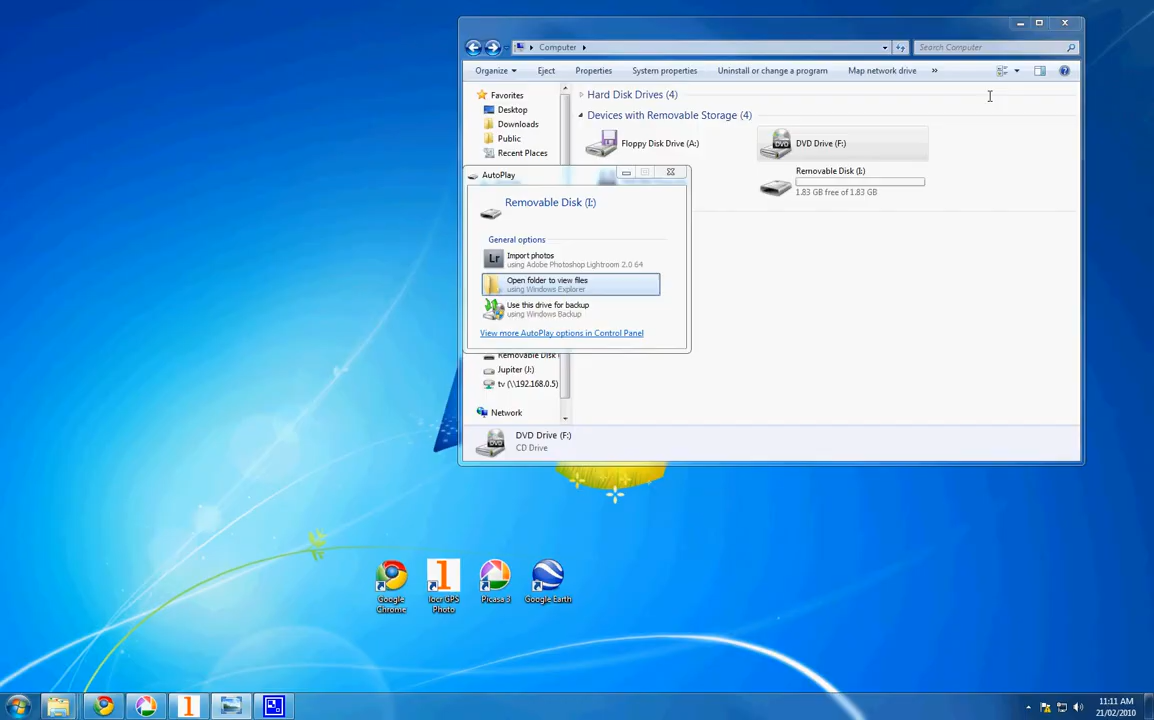 Computer
Search Computer
Organize
Eject
Properties
System properties
Uninstall or change a program
Map network drive
»
Favorites
Desktop
Downloads
Public
Recent Places
Hard Disk Drives (4)
Devices with Removable Storage (4)
Floppy Disk Drive (A:)
DVD Drive (F:)
Removable Disk (I:)
1.83 GB free of 1.83 GB
AutoPlay
Removable Disk (I:)
General options
Lr
Import photos
using Adobe Photoshop Lightroom 2.0 64
Open folder to view files
using Windows Explorer
Use this drive for backup
using Windows Backup
View more AutoPlay options in Control Panel
Removable Disk (
Jupiter (J:)
tv (\\192.168.0.5)
Network
DVD Drive (F:)
CD Drive
Google
Chrome
locr GPS
Photo
Picasa 3
Google Earth
11:11 AM
21/02/2010